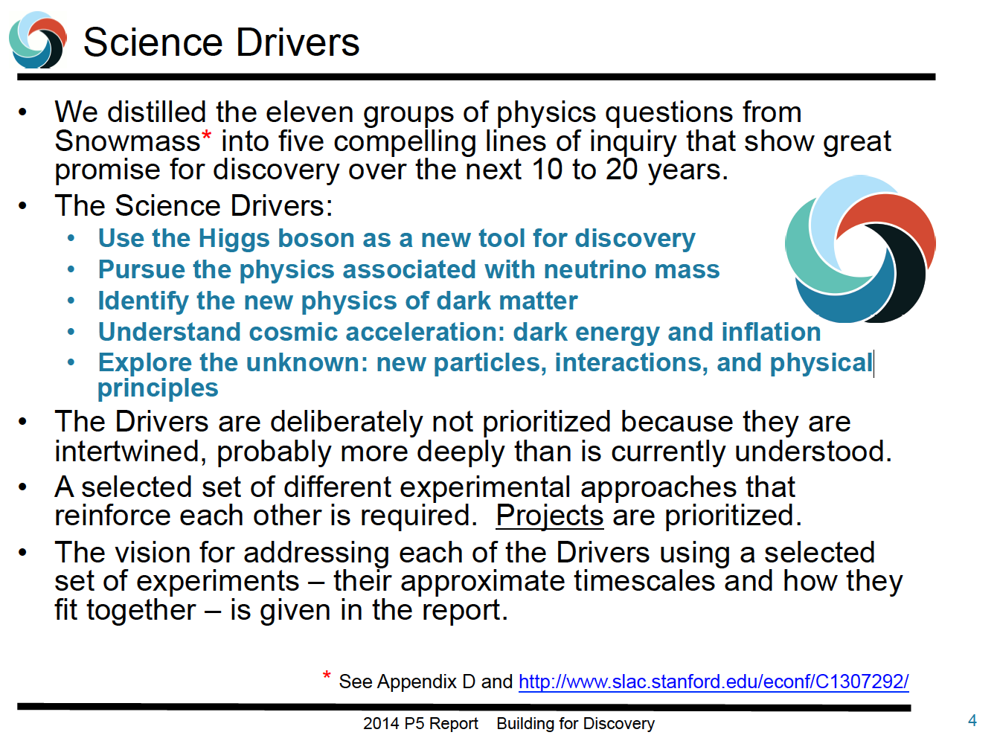 Science Drivers
• We distilled the eleven groups of physics questions from
Snowmass* into five compelling lines of inquiry that show great
promise for discovery over the next 10 to 20 years.
• The Science Drivers:
• Use the Higgs boson as a new tool for discovery
• Pursue the physics associated with neutrino mass
• Identify the new physics of dark matter
• Understand cosmic acceleration: dark energy and inflation
• Explore the unknown: new particles, interactions, and physical
principles
• The Drivers are deliberately not prioritized because they are
intertwined, probably more deeply than is currently understood.
• A selected set of different experimental approaches that
reinforce each other is required.  Projects are prioritized.
• The vision for addressing each of the Drivers using a selected
set of experiments – their approximate timescales and how they
fit together – is given in the report.
* See Appendix D and http://www.slac.stanford.edu/econf/C1307292/
2014 P5 Report    Building for Discovery
4